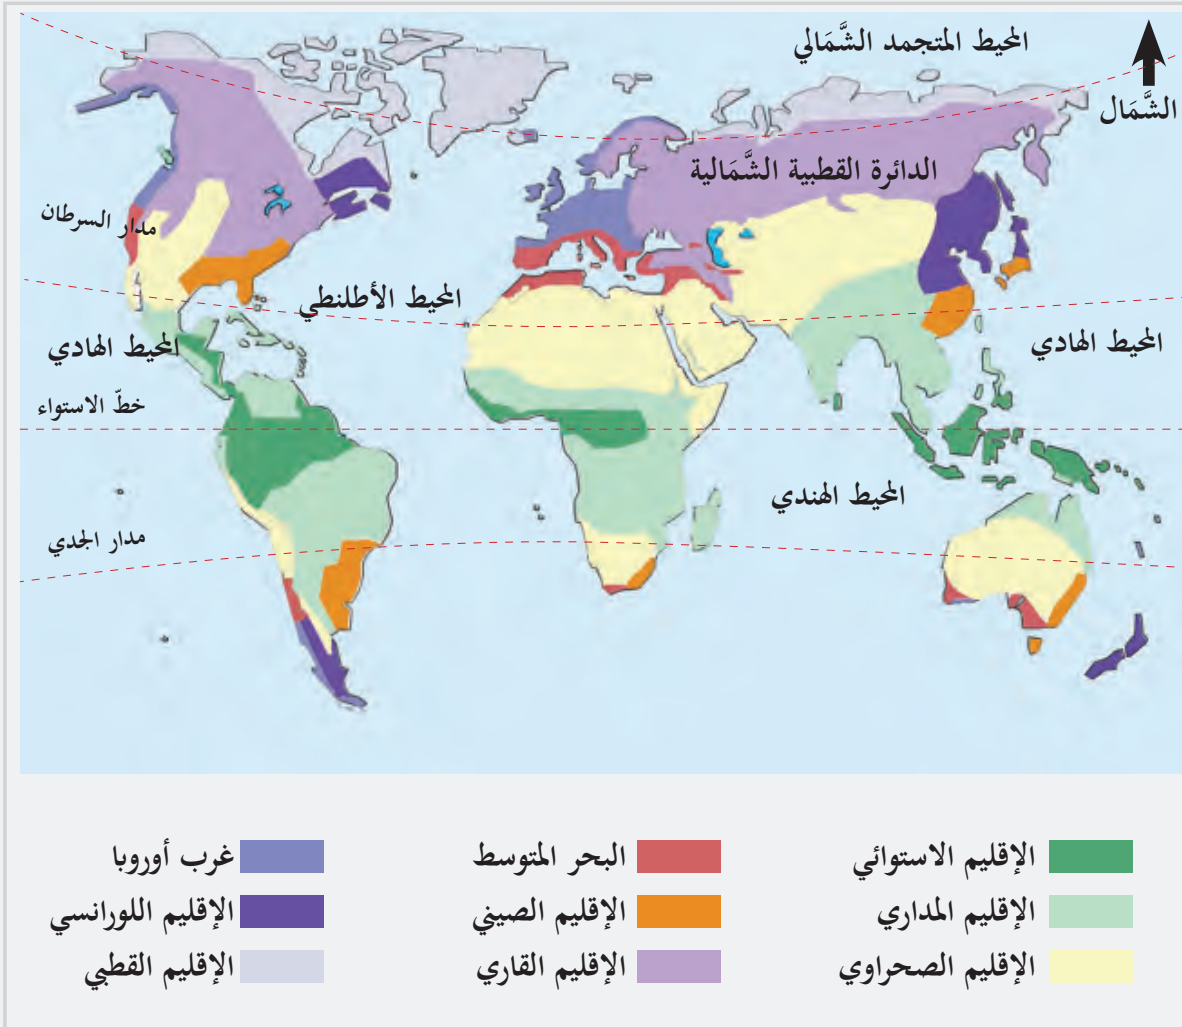 المحيط المتجمد الشَّمَالي
الشَّمَال
الدائرة القطبية الشَّمَالية
مدار السرطان
المحيط الأطلنطي
المحيط الهادي
المحيط الهادي
خطّ الاستواء
المحيط الهندي
مدار الجدي
الإقليم الاستوائي
البحر المتوسط
غرب أوروبا
الإقليم المداري
الإقليم الصيني
الإقليم اللورانسي
الإقليم الصحراوي
الإقليم القاري
الإقليم القطبي